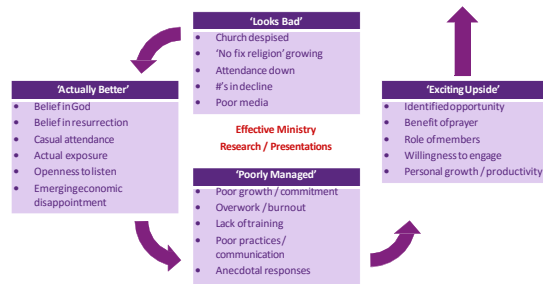 'Looks Bad'
• Church despised
• 'No fix religion' growing
• Attendance down
• #'s in decline
• Poor media
'Actually Better'
• Belief in God
• Belief in resurrection
• Casual attendance
• Actual exposure
• Openness to listen
• Emerging economic
disappointment
Effective Ministry
Research / Presentations
'Poorly Managed'
• Poor growth / commitment
• Overwork / burnout
• Lack of training
• Poor practices /
communication
• Anecdotal responses
'Exciting Upside'
• Identified opportunity
• Benefit of prayer
• Role of members
• Willingness to engage
• Personal growth / productivity